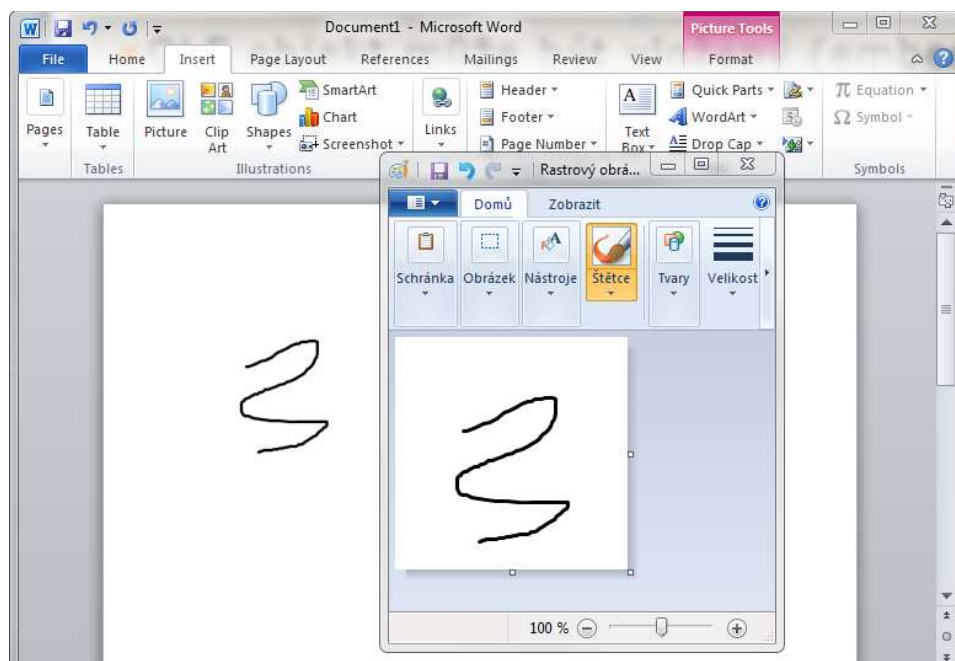 Document1 - Microsoft Word
Picture Tools
File Home Insert Page Layout References Mailings Review View Format
Pages
Table
Picture
Clip Art
Shapes
SmartArt
Chart
Screenshot
Links
Header
Footer
Page Number
Text Box
Quick Parts
WordArt
Drop Cap
π Equation
Ω Symbol
Tables Illustrations Symbols
Rastrový obrá...
Domů Zobrazit
Schránka Obrázek Nástroje Štětce Tvary Velikost
100 %